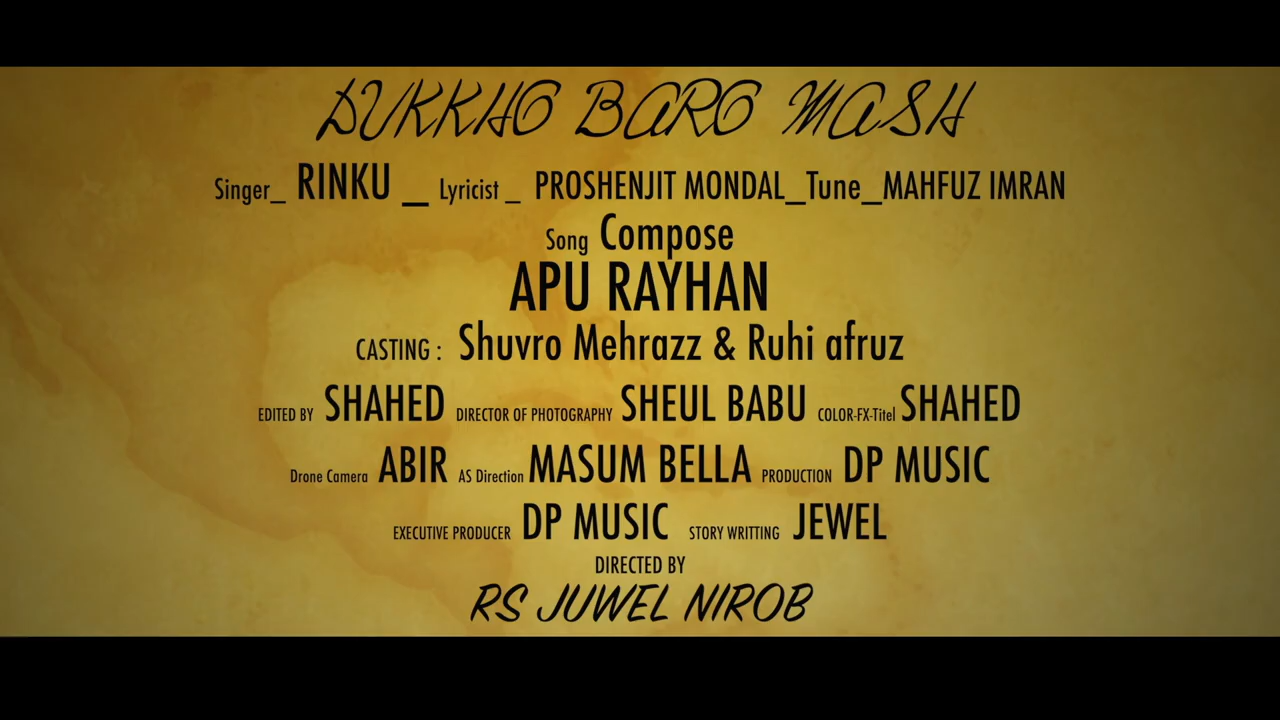 DUKKHO BARO MASH
Singer_ RINKU _ Lyricist _ PROSHENJIT MONDAL_Tune_MAHFUZ IMRAN
Song Compose
APU RAYHAN
CASTING : Shuvro Mehrazz & Ruhi afruz
EDITED BY SHAHED DIRECTOR OF PHOTOGRAPHY SHEUL BABU COLOR-FX-Titel SHAHED
Drone Camera ABIR AS Direction MASUM BELLA PRODUCTION DP MUSIC
EXECUTIVE PRODUCER DP MUSIC STORY WRITTING JEWEL
DIRECTED BY
RS JUWEL NIROB